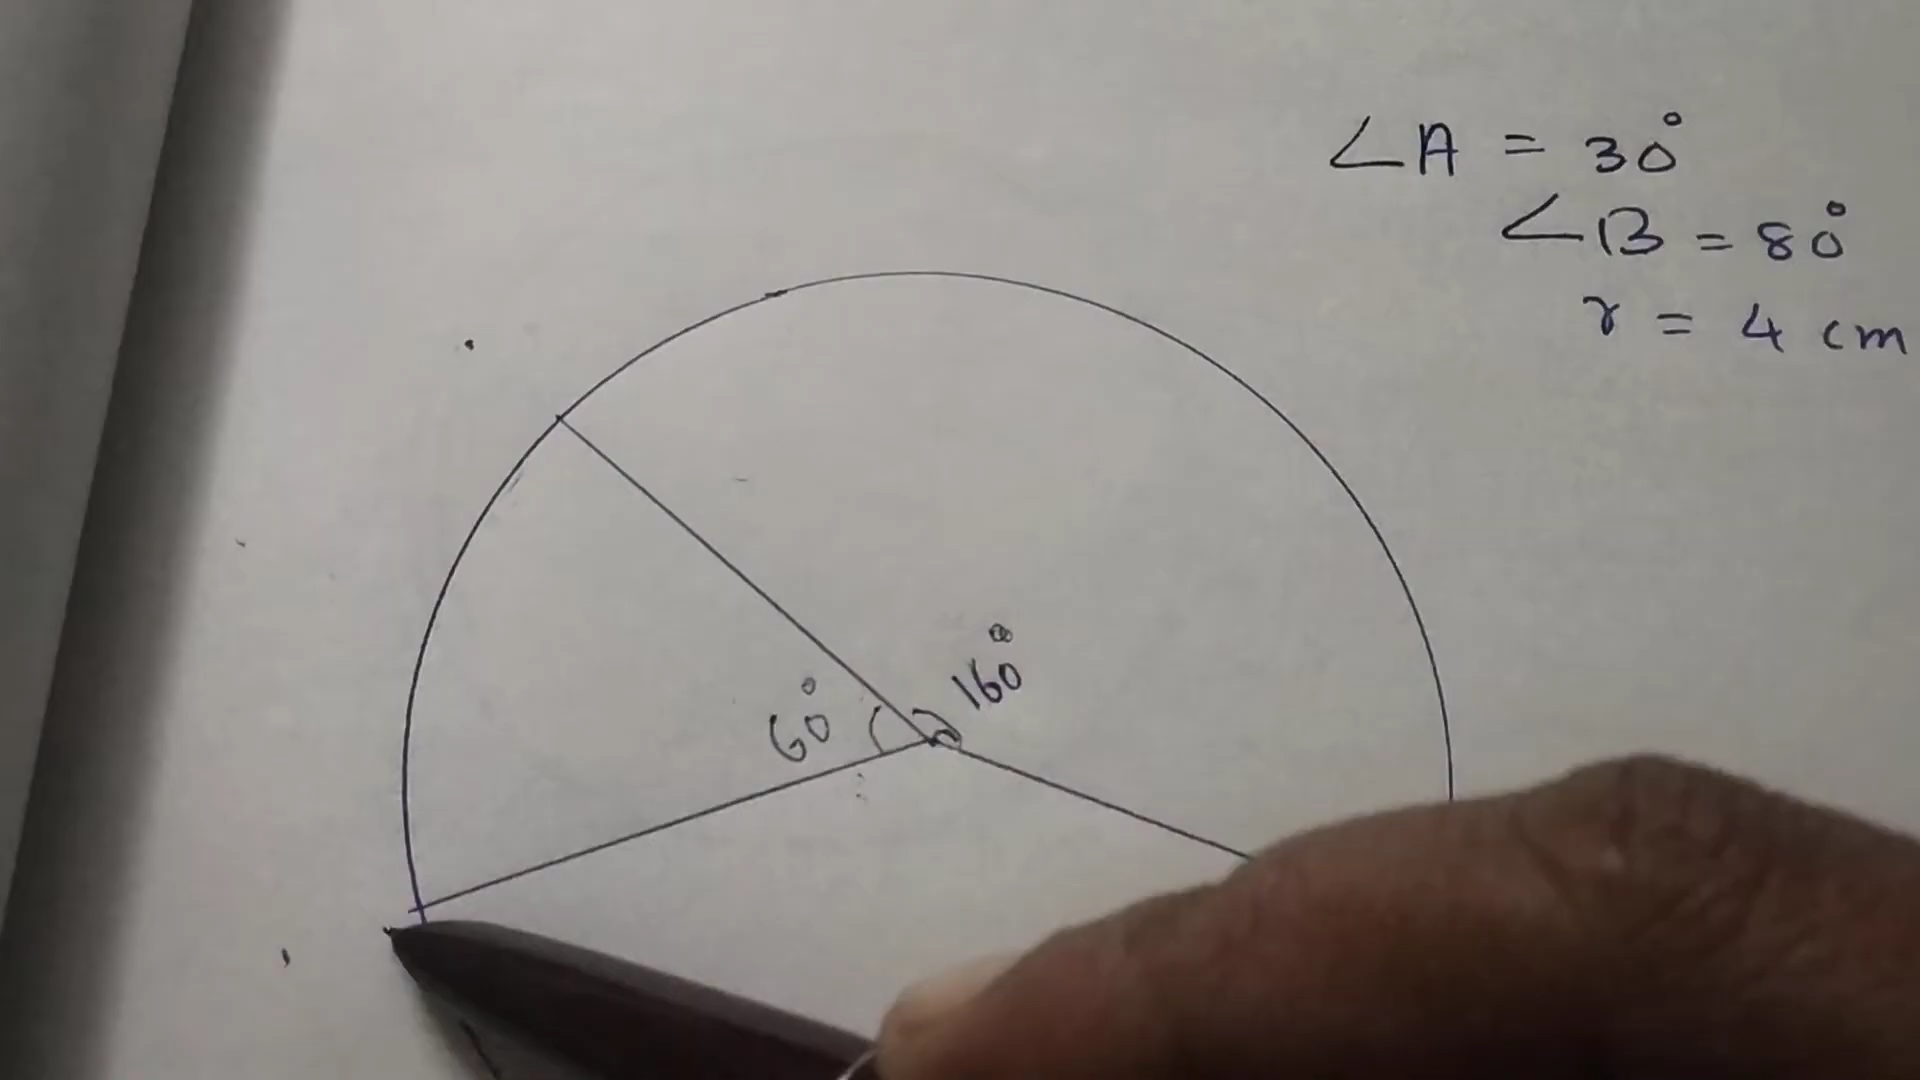 ∠A = 30°
∠B = 80°
r = 4 cm
160°
60°